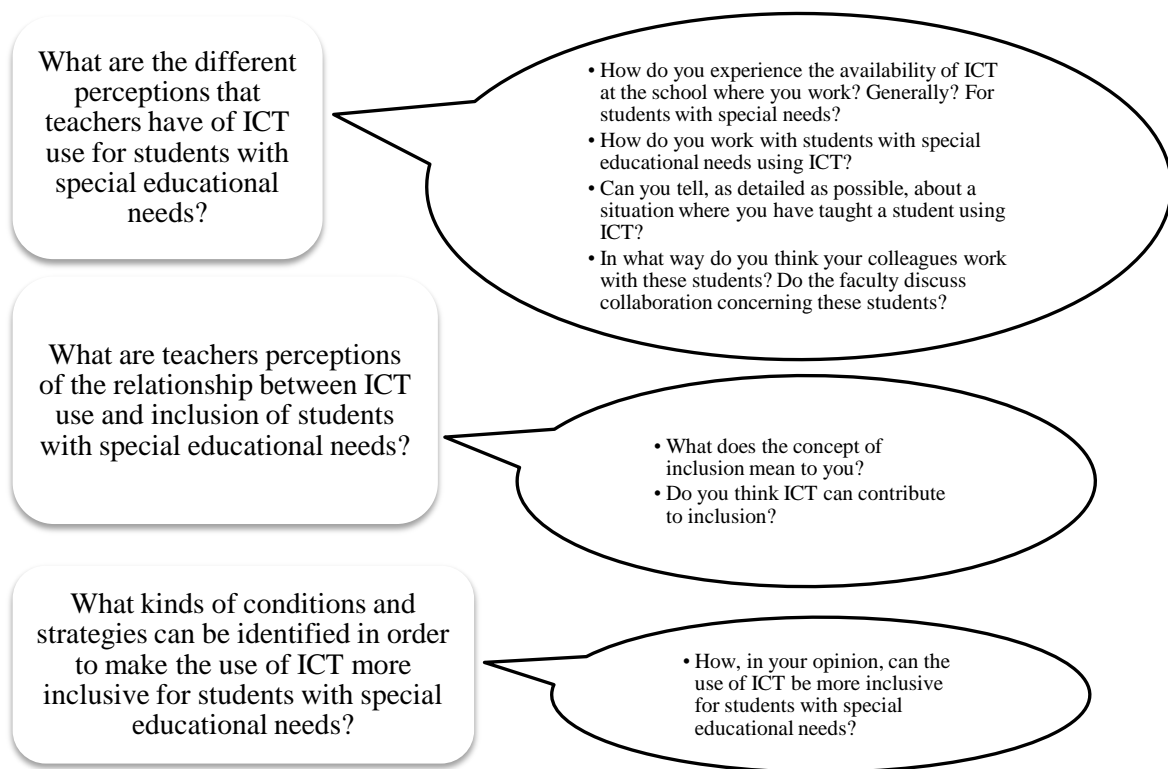 What are the different
perceptions that
teachers have of ICT
use for students with
special educational
needs?
• How do you experience the availability of ICT
at the school where you work? Generally? For
students with special needs?
• How do you work with students with special
educational needs using ICT?
• Can you tell, as detailed as possible, about a
situation where you have taught a student using
ICT?
• In what way do you think your colleagues work
with these students? Do the faculty discuss
collaboration concerning these students?
What are teachers perceptions
of the relationship between ICT
use and inclusion of students
with special educational needs?
• What does the concept of
inclusion mean to you?
• Do you think ICT can contribute
to inclusion?
What kinds of conditions and
strategies can be identified in order
to make the use of ICT more
inclusive for students with special
educational needs?
• How, in your opinion, can the
use of ICT be more inclusive
for students with special
educational needs?